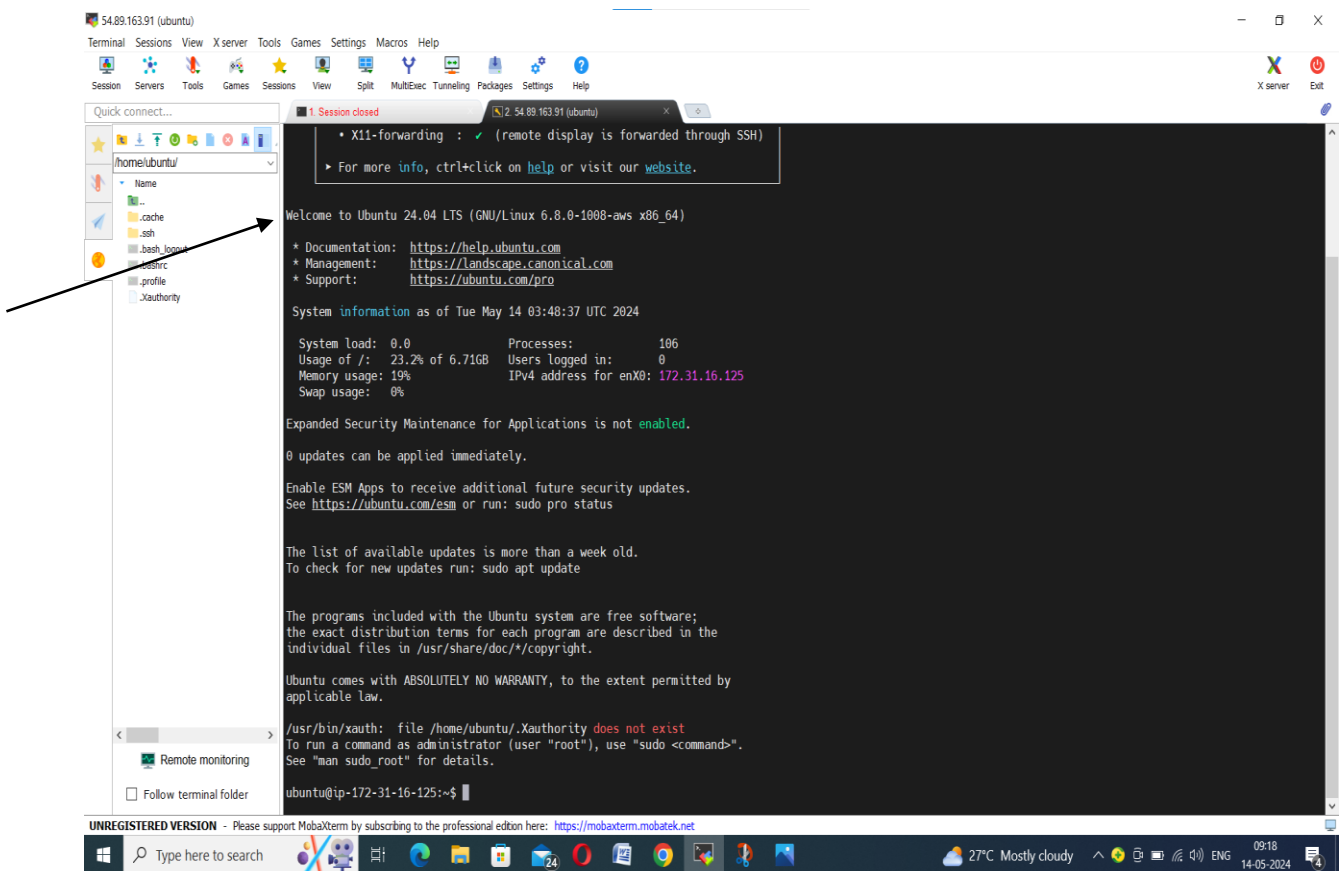 54.89.163.91 (ubuntu)
Terminal Sessions View X server Tools Games Settings Macros Help
Session Servers Tools Games Sessions View Split MultiExec Tunneling Packages Settings Help X server Exit
Quick connect... 1. Session closed 2. 54.89.163.91 (ubuntu)
/home/ubuntu/
Name
..
.cache
.ssh
.bash_logout
.bashrc
.profile
.Xauthority
Remote monitoring
Follow terminal folder
• X11-forwarding : ✓ (remote display is forwarded through SSH)
➤ For more info, ctrl+click on help or visit our website.
Welcome to Ubuntu 24.04 LTS (GNU/Linux 6.8.0-1008-aws x86_64)
* Documentation: https://help.ubuntu.com
* Management: https://landscape.canonical.com
* Support: https://ubuntu.com/pro
System information as of Tue May 14 03:48:37 UTC 2024
System load: 0.0 Processes: 106
Usage of /: 23.2% of 6.71GB Users logged in: 0
Memory usage: 19% IPv4 address for enX0: 172.31.16.125
Swap usage: 0%
Expanded Security Maintenance for Applications is not enabled.
0 updates can be applied immediately.
Enable ESM Apps to receive additional future security updates.
See https://ubuntu.com/esm or run: sudo pro status
The list of available updates is more than a week old.
To check for new updates run: sudo apt update
The programs included with the Ubuntu system are free software;
the exact distribution terms for each program are described in the
individual files in /usr/share/doc/*/copyright.
Ubuntu comes with ABSOLUTELY NO WARRANTY, to the extent permitted by
applicable law.
/usr/bin/xauth: file /home/ubuntu/.Xauthority does not exist
To run a command as administrator (user "root"), use "sudo <command>".
See "man sudo_root" for details.
ubuntu@ip-172-31-16-125:~$
UNREGISTERED VERSION - Please support MobaXterm by subscribing to the professional edition here: https://mobaxterm.mobatek.net
Type here to search 24 27°C Mostly cloudy ENG 09:18
14-05-2024 4